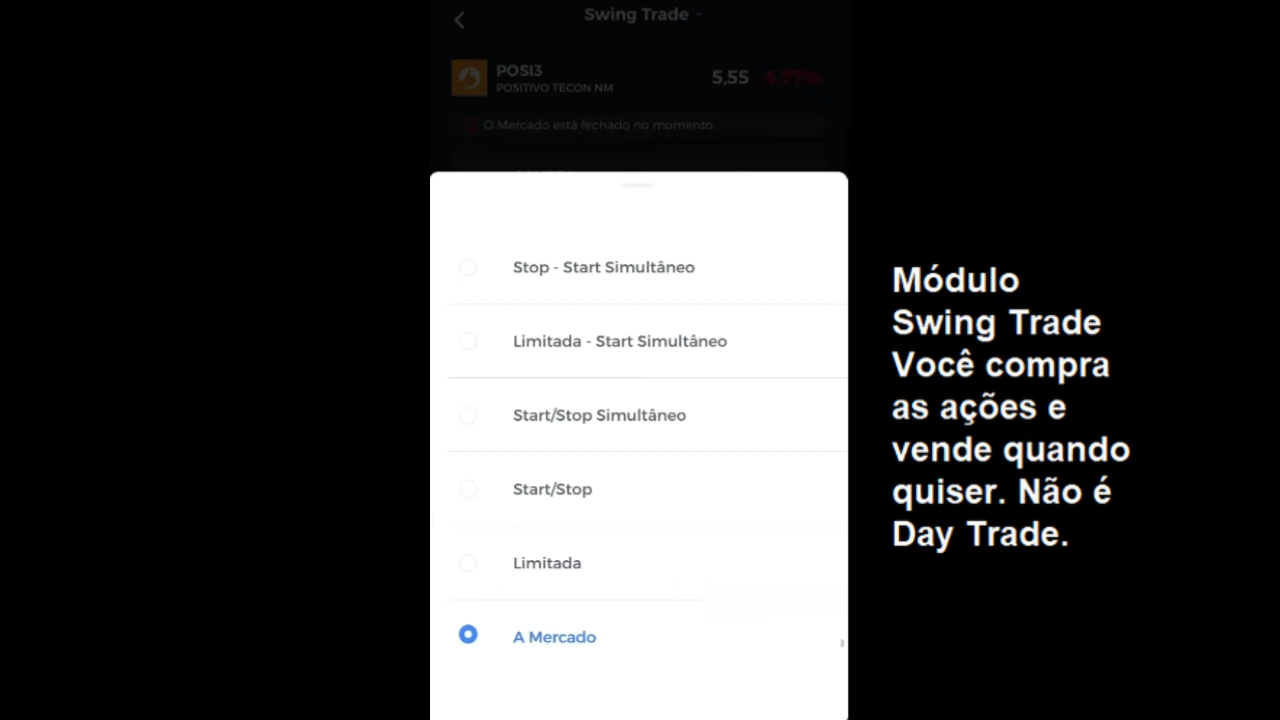 Swing Trade
POSI3
POSITIVO TECON NM
5,55 -5.77%
O Mercado está fechado no momento.
Stop - Start Simultâneo
Limitada - Start Simultâneo
Start/Stop Simultâneo
Start/Stop
Limitada
A Mercado
Módulo
Swing Trade
Você compra
as ações e
vende quando
quiser. Não é
Day Trade.